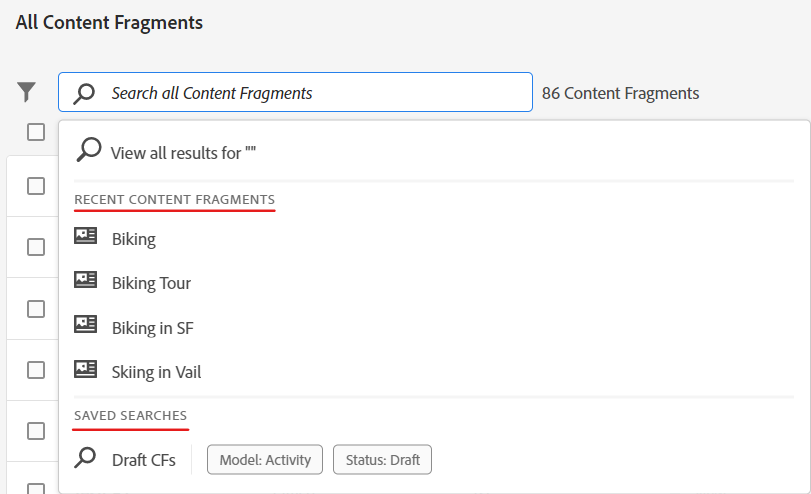 All Content Fragments
Search all Content Fragments
86 Content Fragments
View all results for ""
RECENT CONTENT FRAGMENTS
Biking
Biking Tour
Biking in SF
Skiing in Vail
SAVED SEARCHES
Draft CFs Model: Activity Status: Draft